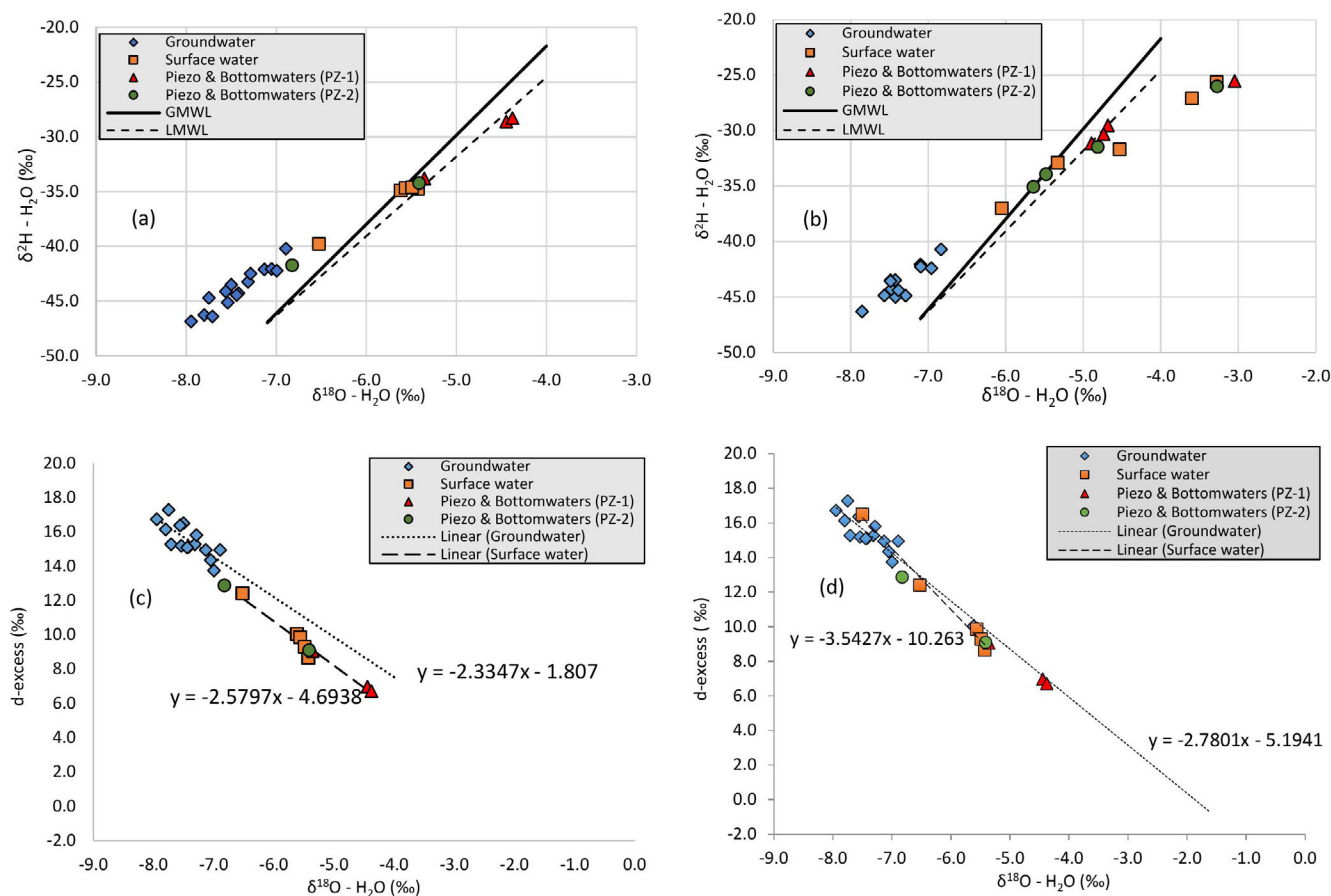 -20.0
-25.0
-30.0
-35.0
-40.0
-45.0
-50.0
δ²H - H₂O (‰)
Groundwater
Surface water
Piezo & Bottomwaters (PZ-1)
Piezo & Bottomwaters (PZ-2)
GMWL
LMWL
(a)
-9.0 -8.0 -7.0 -6.0 -5.0 -4.0 -3.0
δ¹⁸O - H₂O (‰)
-20.0
-25.0
-30.0
-35.0
-40.0
-45.0
-50.0
δ²H - H₂O (‰)
Groundwater
Surface water
Piezo & Bottomwaters (PZ-1)
Piezo & Bottomwaters (PZ-2)
GMWL
LMWL
(b)
-9.0 -8.0 -7.0 -6.0 -5.0 -4.0 -3.0 -2.0
δ¹⁸O - H₂O (‰)
20.0
18.0
16.0
14.0
12.0
10.0
8.0
6.0
4.0
2.0
0.0
-2.0
d-excess (‰)
Groundwater
Surface water
Piezo & Bottomwaters (PZ-1)
Piezo & Bottomwaters (PZ-2)
Linear (Groundwater)
Linear (Surface water)
(c)
y = -2.3347x - 1.807
y = -2.5797x - 4.6938
-9.0 -8.0 -7.0 -6.0 -5.0 -4.0 -3.0 -2.0 -1.0 0.0
δ¹⁸O - H₂O (‰)
20.0
18.0
16.0
14.0
12.0
10.0
8.0
6.0
4.0
2.0
0.0
-2.0
d-excess ( ‰)
Groundwater
Surface water
Piezo & Bottomwaters (PZ-1)
Piezo & Bottomwaters (PZ-2)
Linear (Groundwater)
Linear (Surface water)
(d)
y = -3.5427x - 10.263
y = -2.7801x - 5.1941
-9.0 -8.0 -7.0 -6.0 -5.0 -4.0 -3.0 -2.0 -1.0 0.0
δ¹⁸O - H₂O (‰)